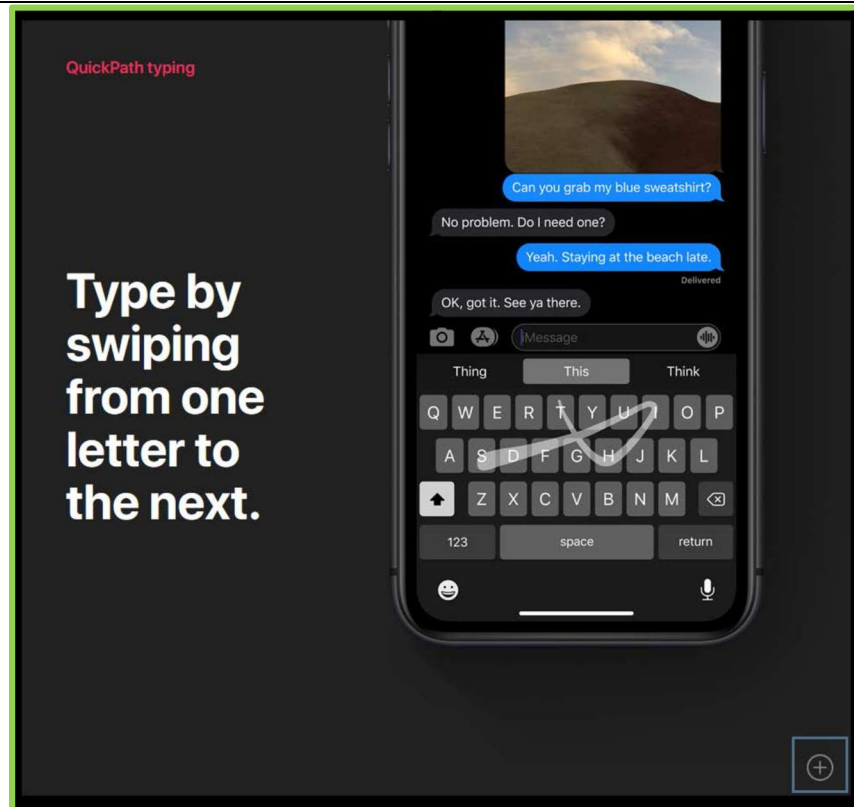 QuickPath typing
Type by
swiping
from one
letter to
the next.
Can you grab my blue sweatshirt?
No problem. Do I need one?
Yeah. Staying at the beach late.
Delivered
OK, got it. See ya there.
iMessage
Thing This Think
Q W E R T Y U I O P
A S D F G H J K L
Z X C V B N M
123 space return